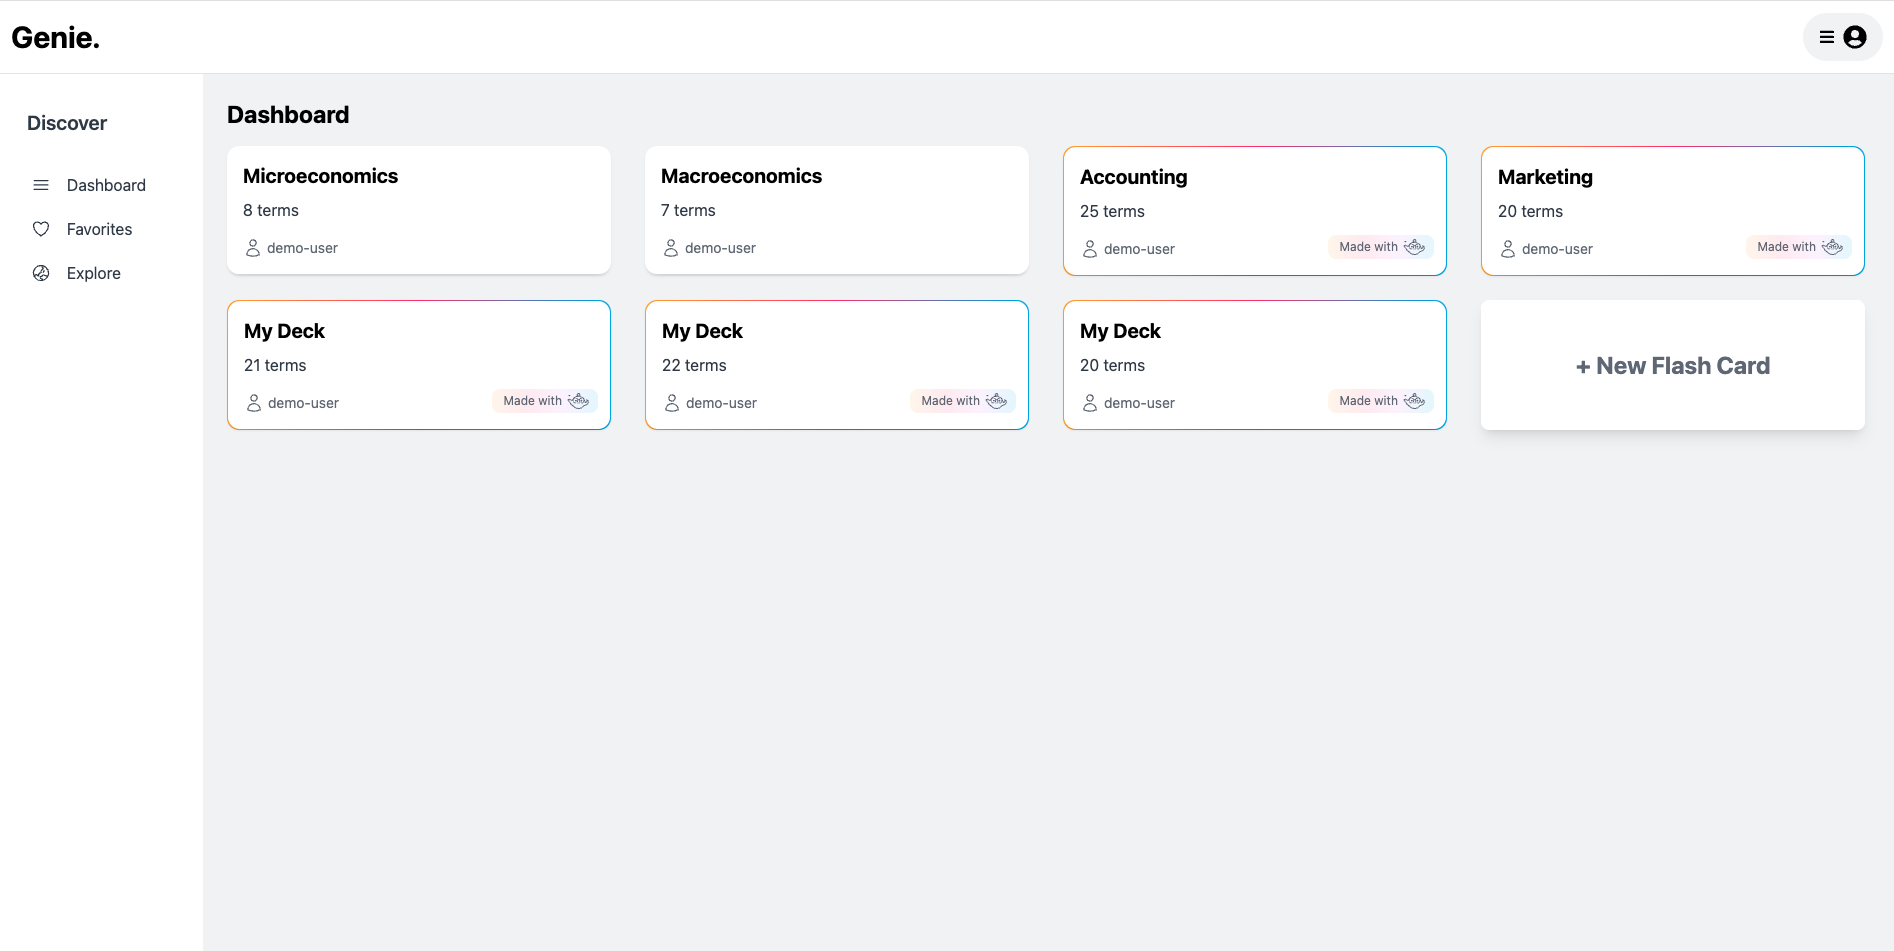 Genie.
Discover
Dashboard
Favorites
Explore
Dashboard
Microeconomics
8 terms
demo-user
Macroeconomics
7 terms
demo-user
Accounting
25 terms
demo-user
Made with
Marketing
20 terms
demo-user
Made with
My Deck
21 terms
demo-user
Made with
My Deck
22 terms
demo-user
Made with
My Deck
20 terms
demo-user
Made with
+ New Flash Card